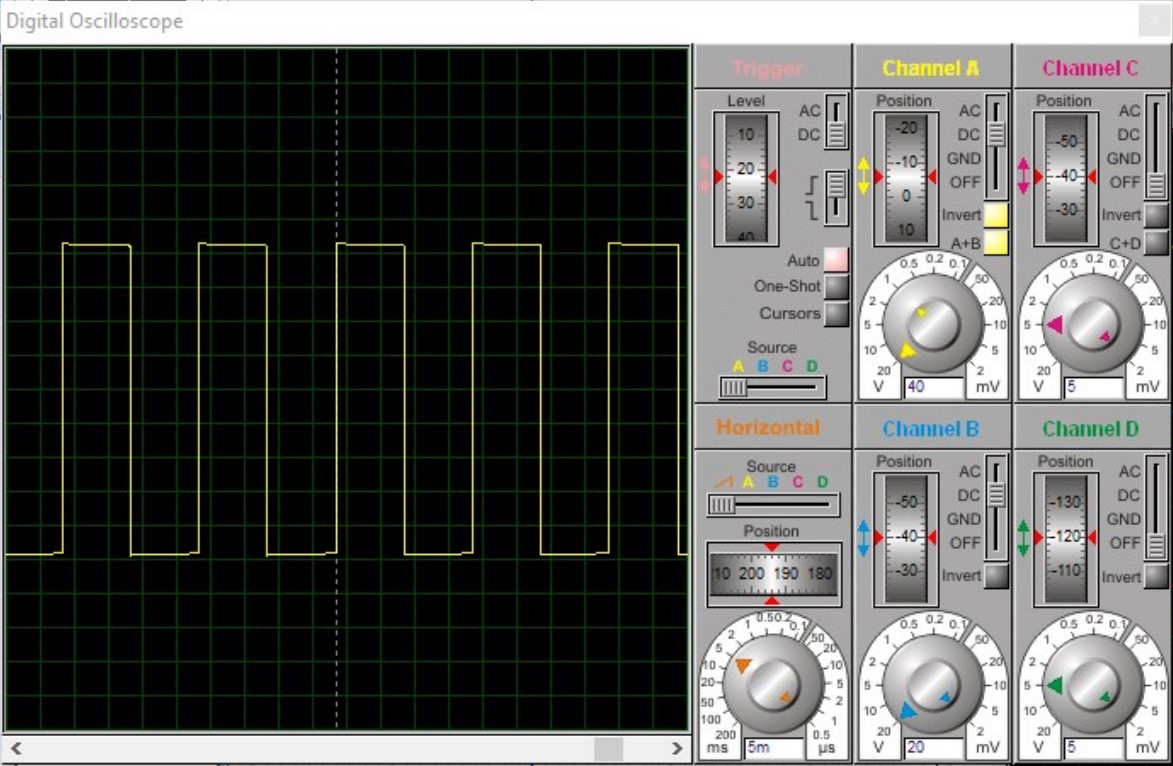 Digital Oscilloscope
Trigger
Level
AC
DC
10
20
30
40
Auto
One-Shot
Cursors
Source
A B C D
Channel A
Position
AC
DC
GND
OFF
-20
-10
0
10
Invert
A+B
0.5 0.2 0.1
1
2
5
10
20
50
20
10
5
2
V
40
mV
Channel C
Position
AC
DC
GND
OFF
-50
-40
-30
Invert
C+D
0.5 0.2 0.1
1
2
5
10
20
50
20
10
5
2
V
5
mV
Horizontal
Source
A B C D
Position
10 200 190 180
1 0.5 0.2 0.1
2
5
10
20
50
100
200
50
20
10
5
2
1
0.5
ms
5m
µs
Channel B
Position
AC
DC
GND
OFF
-50
-40
-30
Invert
0.5 0.2 0.1
1
2
5
10
20
50
20
10
5
2
V
20
mV
Channel D
Position
AC
DC
GND
OFF
-130
-120
-110
Invert
0.5 0.2 0.1
1
2
5
10
20
50
20
10
5
2
V
5
mV